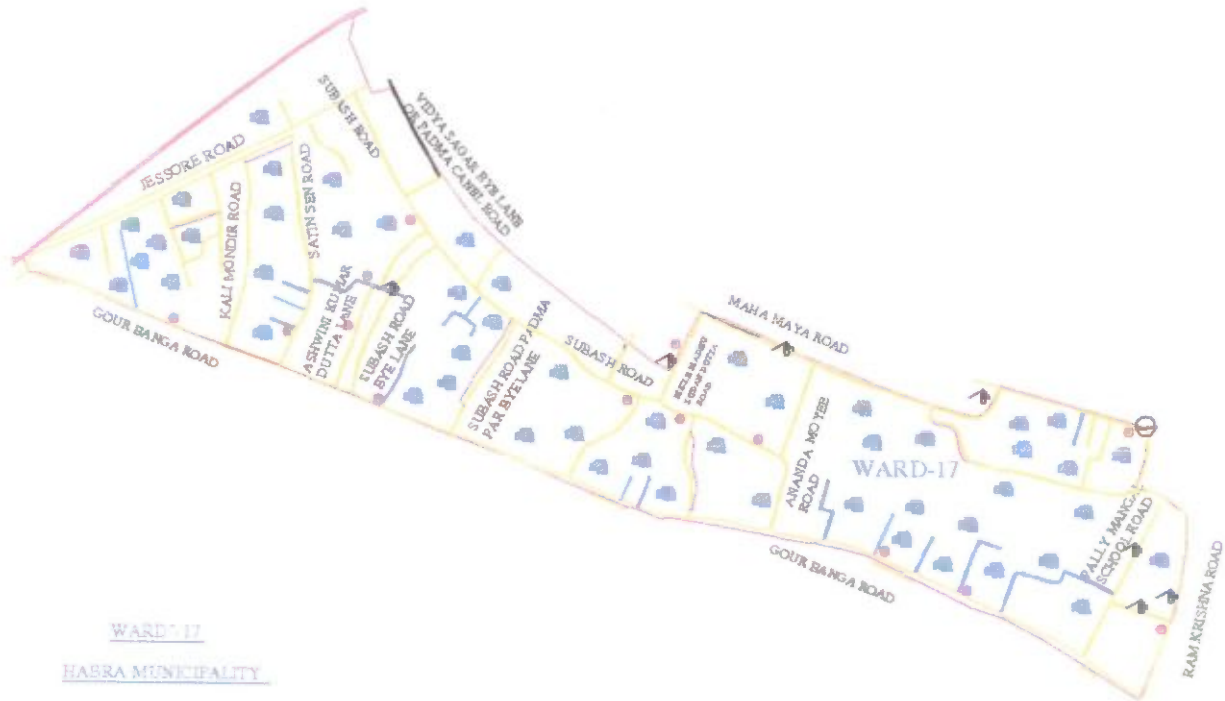 SUBASH ROAD
VIDYA SAGAR BYE LANE
OR PADMA CANEL ROAD
JESSORE ROAD
KALI MONDIR ROAD
SATIN SEN ROAD
GOUR BANGA ROAD
ASHWINI KUMAR
DUTTA LANE
SUBASH ROAD
BYE LANE
SUBASH ROAD PADMA
PAR BYE LANE
SUBASH ROAD
ROAD
MAHA MAYA ROAD
ANANDA MOYEE
ROAD
WARD-17
GOUR BANGA ROAD
PALLY MANGAL
SCHOOL ROAD
RAM KRISHNA ROAD
WARD-17
HABRA MUNICIPALITY